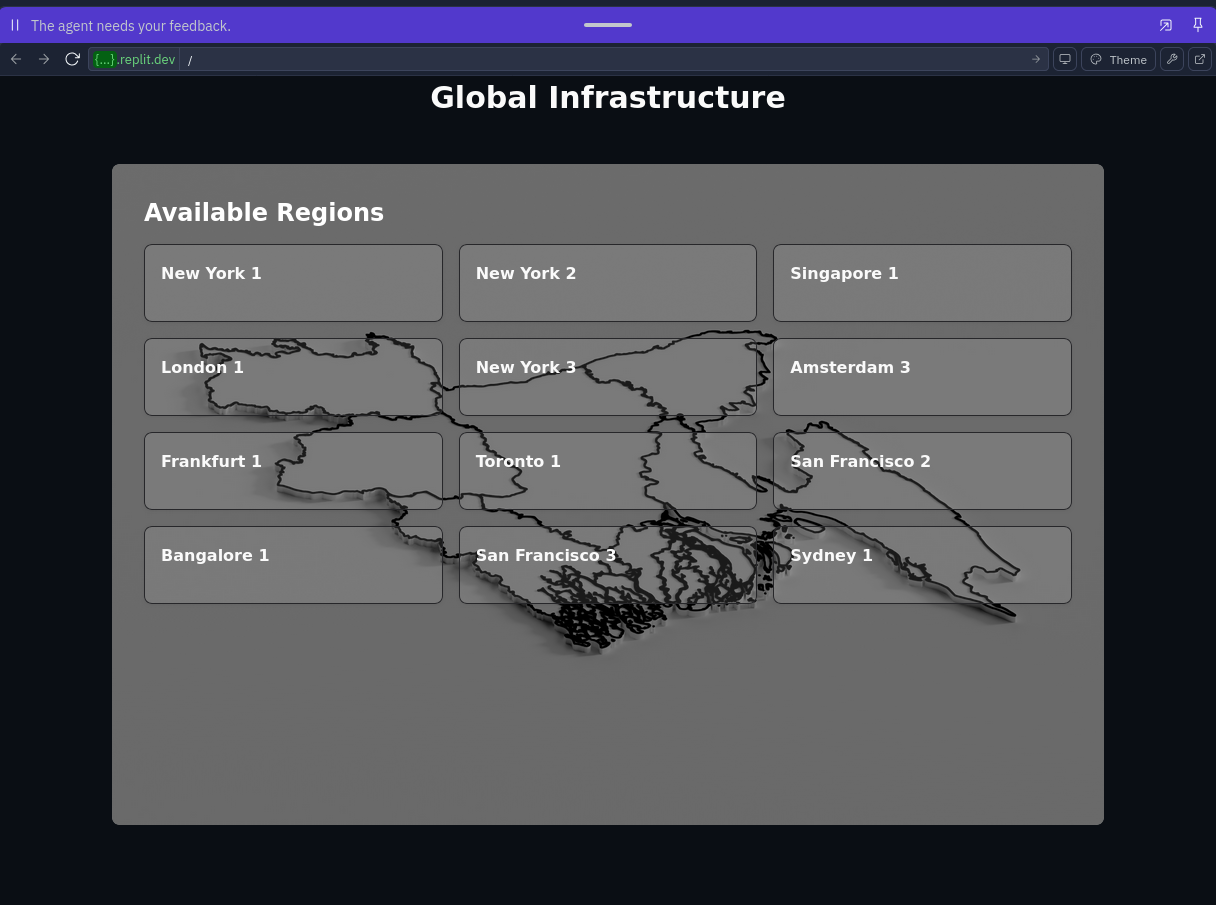 The agent needs your feedback.
{...}.replit.dev /
Theme
Global Infrastructure
Available Regions
New York 1
New York 2
Singapore 1
London 1
New York 3
Amsterdam 3
Frankfurt 1
Toronto 1
San Francisco 2
Bangalore 1
San Francisco 3
Sydney 1